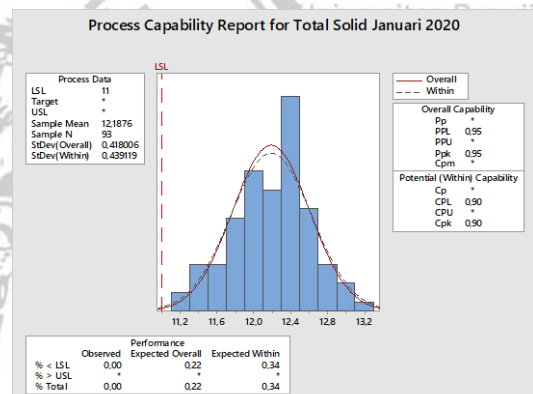 Process Capability Report for Total Solid Januari 2020
LSL
Process Data
LSL 11
Target *
USL *
Sample Mean 12,1876
Sample N 93
StDev(Overall) 0,418006
StDev(Within) 0,439119
Overall
Within
Overall Capability
Pp *
PPL 0,95
PPU *
Ppk 0,95
Cpm *
Potential (Within) Capability
Cp *
CPL 0,90
CPU *
Cpk 0,90
11,2 11,6 12,0 12,4 12,8 13,2
Performance
Observed Expected Overall Expected Within
% < LSL 0,00 0,22 0,34
% > USL * * *
% Total 0,00 0,22 0,34